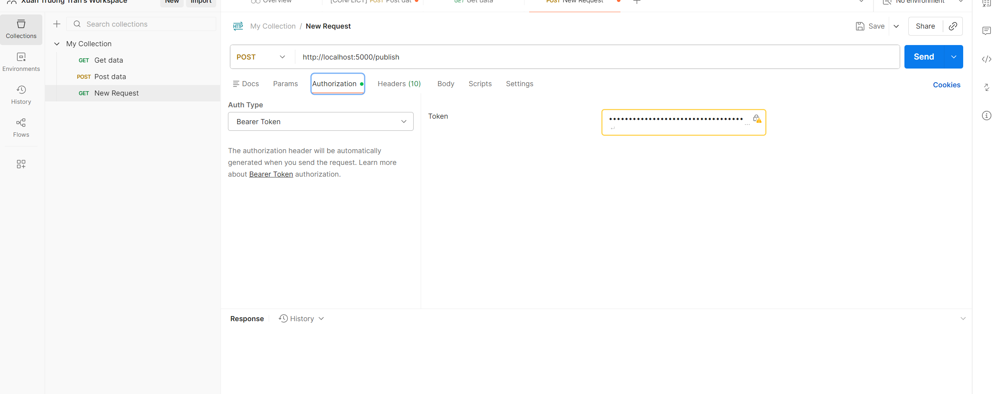 Xuan Truong Tran's Workspace
New
Import
Overview
[CONFLICT] POST Post dat
GET Get data
POST New Request
No environment
Collections
Environments
History
Flows
Search collections
My Collection
GET Get data
POST Post data
GET New Request
HTTP My Collection / New Request
Save
Share
POST
http://localhost:5000/publish
Send
Docs
Params
Authorization
Headers (10)
Body
Scripts
Settings
Cookies
Auth Type
Bearer Token
The authorization header will be automatically
generated when you send the request. Learn more
about Bearer Token authorization.
Token
••••••••••••••••••••••••••••••••••
...
Response
History